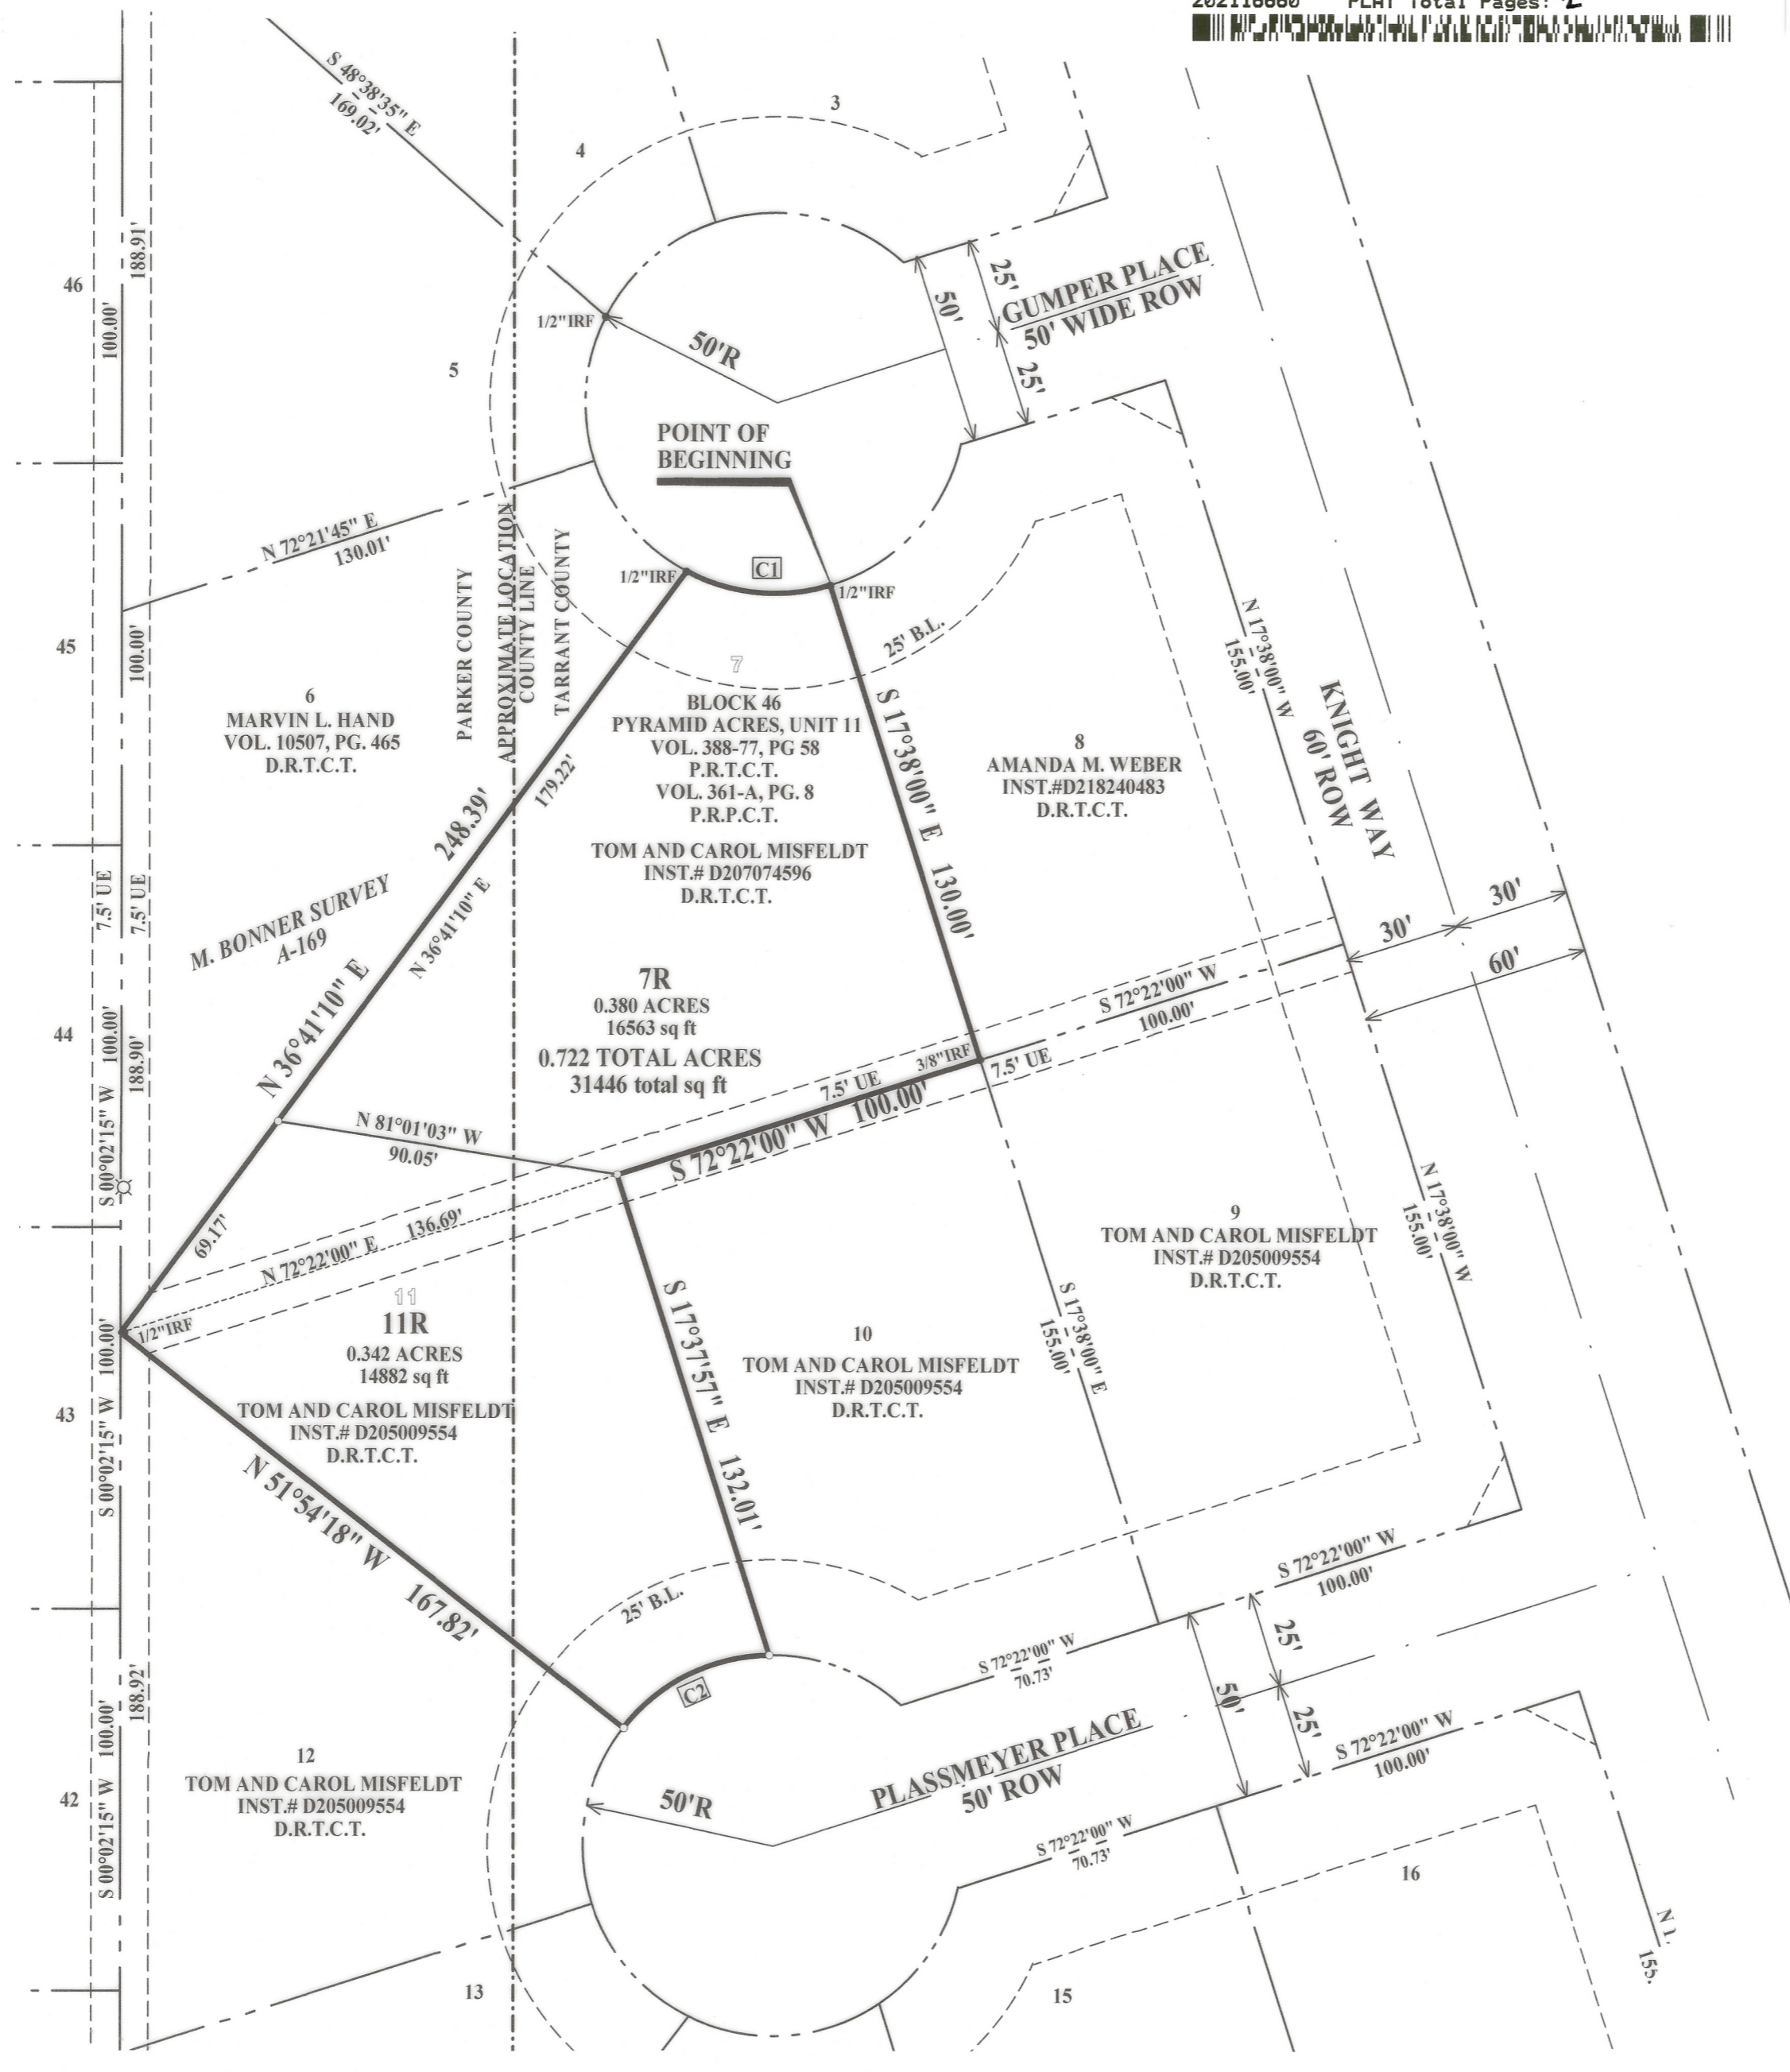 202116660 PLAT Total Pages: 2
S 48°38'35" E
169.02'
3
4
46
188.91'
100.00'
5
1/2"IRF
50'R
50'
25'
25'
GUMPER PLACE
50' WIDE ROW
POINT OF
BEGINNING
N 72°21'45" E
130.01'
1/2"IRF
C1
1/2"IRF
25' B.L.
PARKER COUNTY
APPROXIMATE LOCATION
COUNTY LINE
TARRANT COUNTY
45
100.00'
6
MARVIN L. HAND
VOL. 10507, PG. 465
D.R.T.C.T.
7
BLOCK 46
PYRAMID ACRES, UNIT 11
VOL. 388-77, PG 58
P.R.T.C.T.
VOL. 361-A, PG. 8
P.R.P.C.T.
TOM AND CAROL MISFELDT
INST.# D207074596
D.R.T.C.T.
S 17°38'00" E 130.00'
8
AMANDA M. WEBER
INST.#D218240483
D.R.T.C.T.
N 17°38'00" W
155.00'
KNIGHT WAY
60' ROW
248.39'
179.22'
N 36°41'10" E
N 36°41'10" E
7.5' UE
7.5' UE
M. BONNER SURVEY
A-169
30'
30'
60'
7R
0.380 ACRES
16563 sq ft
0.722 TOTAL ACRES
31446 total sq ft
S 72°22'00" W
100.00'
3/8"IRF
7.5' UE
7.5' UE
S 72°22'00" W 100.00'
44
S 00°02'15" W 100.00'
188.90'
N 81°01'03" W
90.05'
69.17'
N 72°22'00" E 136.69'
1/2"IRF
11
11R
0.342 ACRES
14882 sq ft
TOM AND CAROL MISFELDT
INST.# D205009554
D.R.T.C.T.
S 17°37'57" E 132.01'
10
TOM AND CAROL MISFELDT
INST.# D205009554
D.R.T.C.T.
S 17°38'00" E
155.00'
9
TOM AND CAROL MISFELDT
INST.# D205009554
D.R.T.C.T.
N 17°38'00" W
155.00'
43
S 00°02'15" W 100.00'
N 51°54'18" W 167.82'
25' B.L.
C2
S 72°22'00" W
100.00'
S 72°22'00" W
70.73'
25'
50'
25'
188.92'
42
S 00°02'15" W 100.00'
12
TOM AND CAROL MISFELDT
INST.# D205009554
D.R.T.C.T.
50'R
PLASSMEYER PLACE
50' ROW
S 72°22'00" W
100.00'
S 72°22'00" W
70.73'
16
13
15
N 1
155.